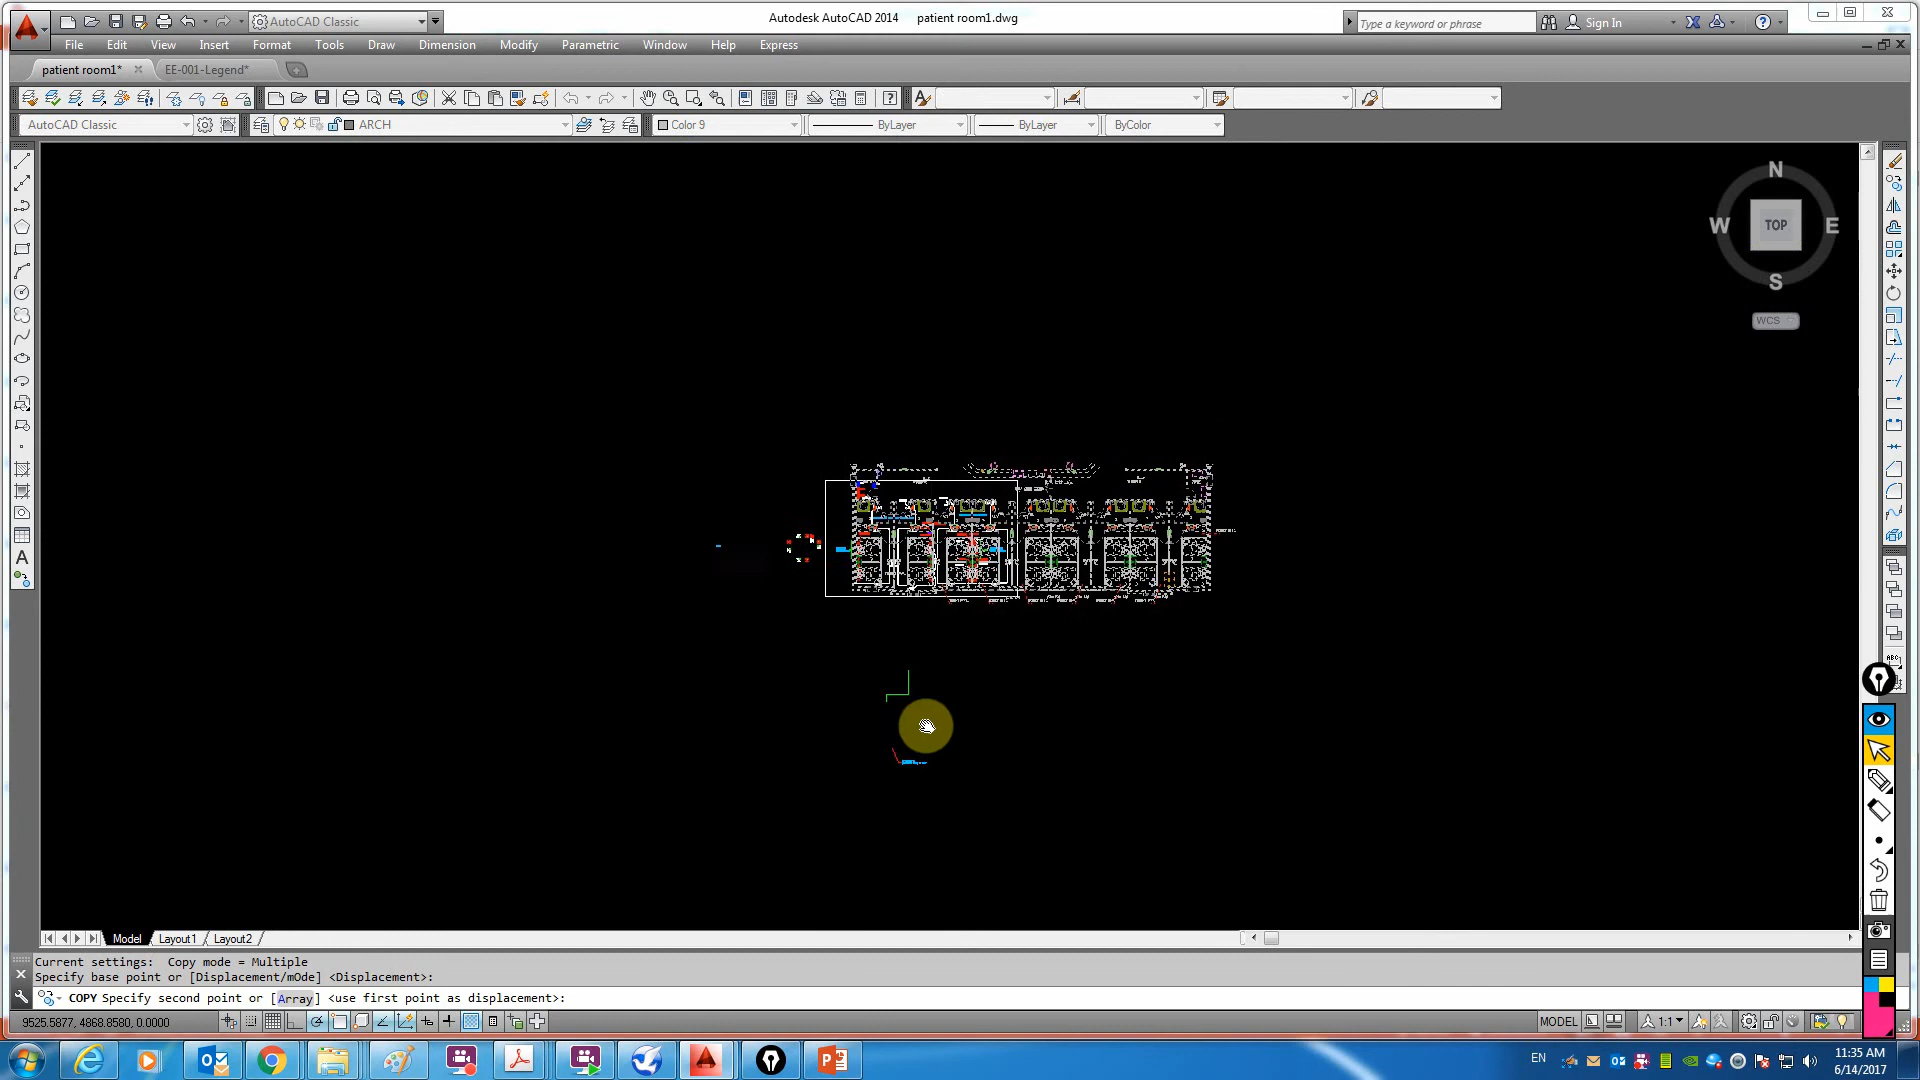 AutoCAD Classic
Autodesk AutoCAD 2014 patient room1.dwg
Type a keyword or phrase
Sign In
File Edit View Insert Format Tools Draw Dimension Modify Parametric Window Help Express
patient room1* EE-001-Legend*
AutoCAD Classic
ARCH
Color 9
ByLayer
ByLayer
ByColor
N
W TOP E
S
WCS
A
ABC
Model Layout1 Layout2
Current settings: Copy mode = Multiple
Specify base point or [Displacement/mOde] <Displacement>:
COPY Specify second point or [Array] <use first point as displacement>:
9525.5877, 4868.8580, 0.0000
MODEL
1:1
EN
11:35 AM
6/14/2017